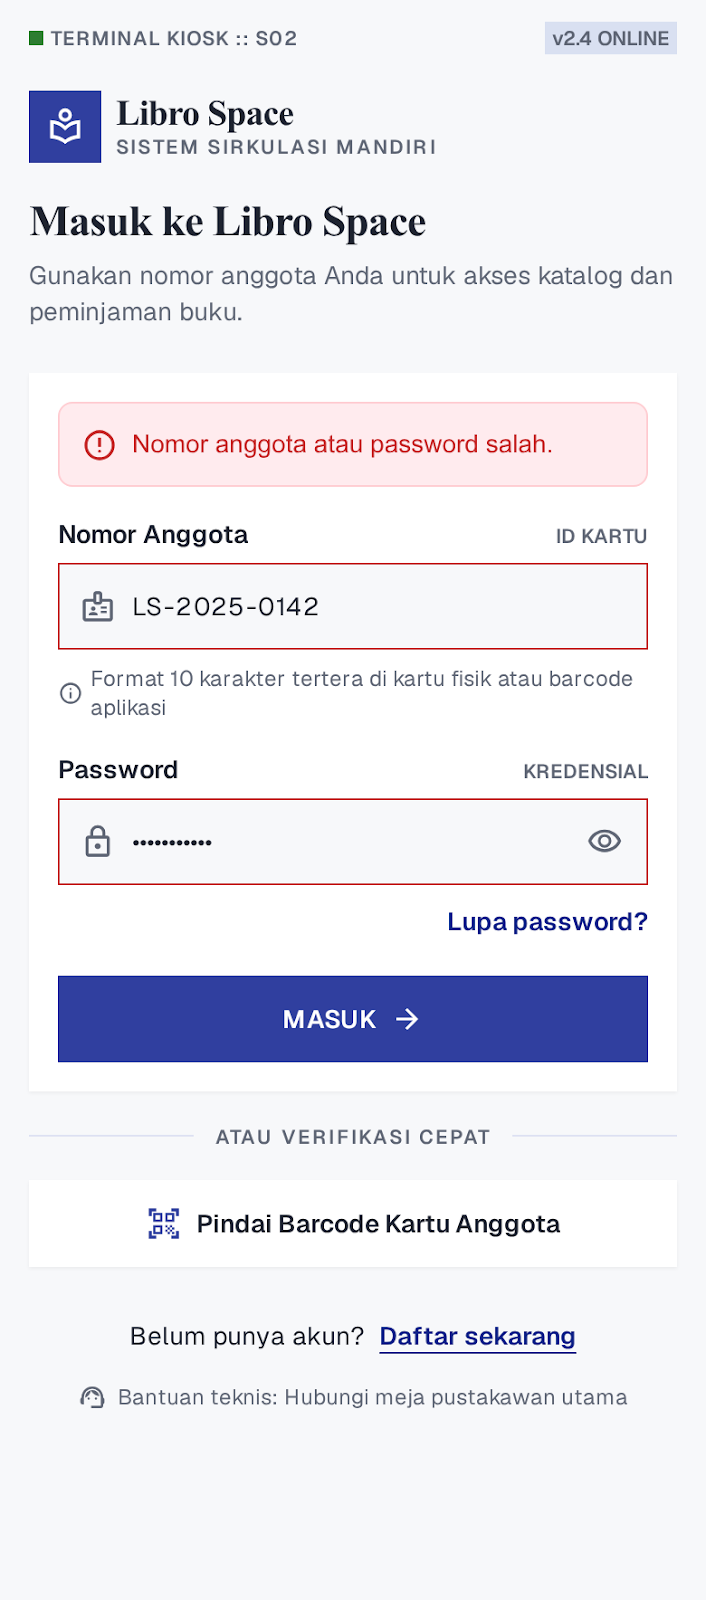 TERMINAL KIOSK :: S02
v2.4 ONLINE
Libro Space
SISTEM SIRKULASI MANDIRI
Masuk ke Libro Space
Gunakan nomor anggota Anda untuk akses katalog dan
peminjaman buku.
Nomor anggota atau password salah.
Nomor Anggota
ID KARTU
LS-2025-0142
Format 10 karakter tertera di kartu fisik atau barcode
aplikasi
Password
KREDENSIAL
•••••••••••
Lupa password?
MASUK →
ATAU VERIFIKASI CEPAT
Pindai Barcode Kartu Anggota
Belum punya akun? Daftar sekarang
Bantuan teknis: Hubungi meja pustakawan utama